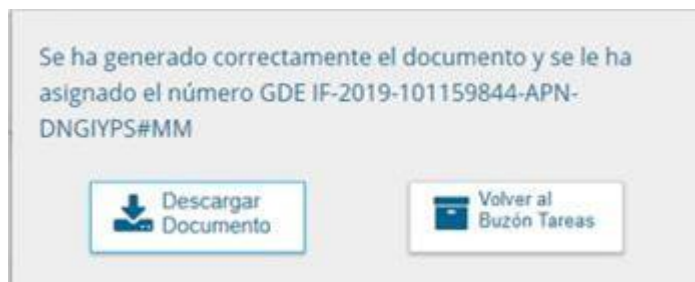 Se ha generado correctamente el documento y se le ha
asignado el número GDE IF-2019-101159844-APN-
DNGIYPS#MM
Descargar
Documento
Volver al
Buzón Tareas